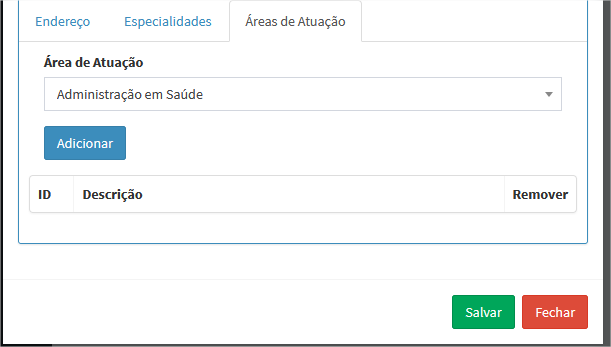 Endereço Especialidades Áreas de Atuação
Área de Atuação
Administração em Saúde
Adicionar
ID Descrição Remover
Salvar Fechar